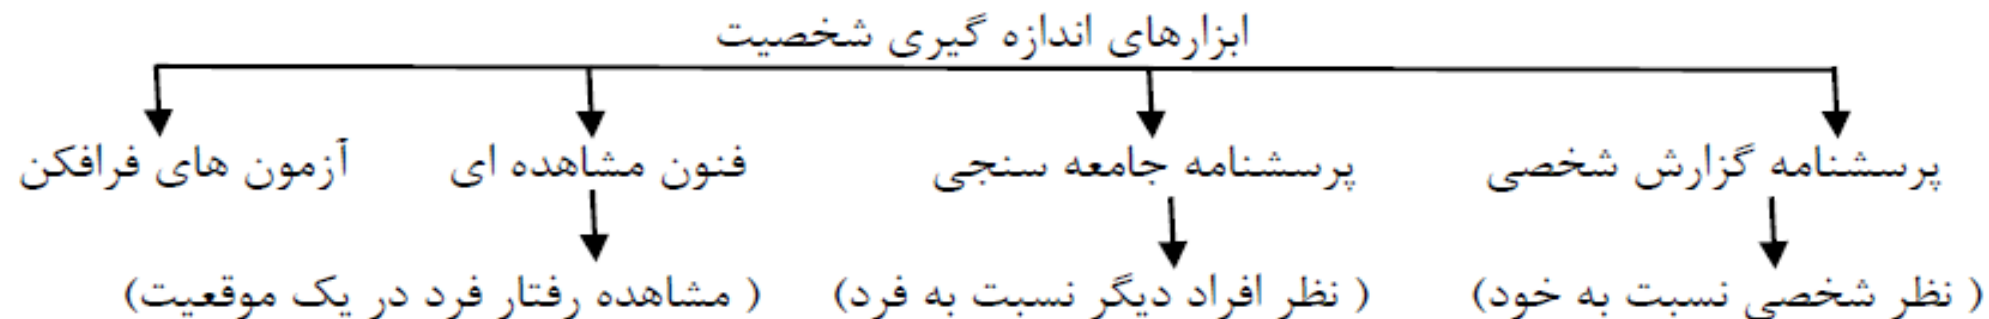 ابزارهای اندازه گیری شخصیت
پرسشنامه گزارش شخصی پرسشنامه جامعه سنجی فنون مشاهده ای آزمون های فرافکن
( نظر شخصی نسبت به خود) ( نظر افراد دیگر نسبت به فرد) ( مشاهده رفتار فرد در یک موقعیت)